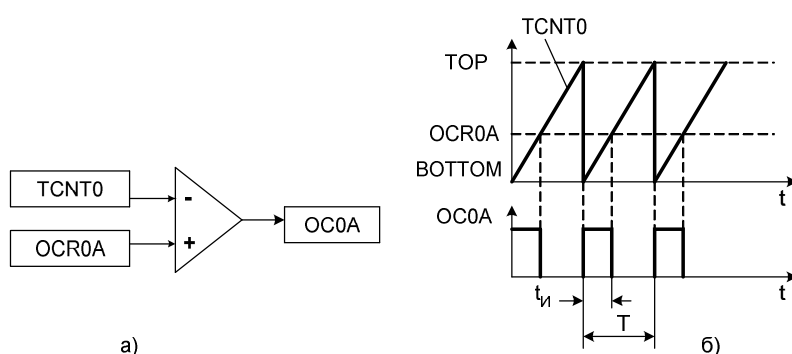 TCNT0
OCR0A
OC0A
а)
TCNT0
TOP
OCR0A
BOTTOM
t
OC0A
tи
t
T
б)